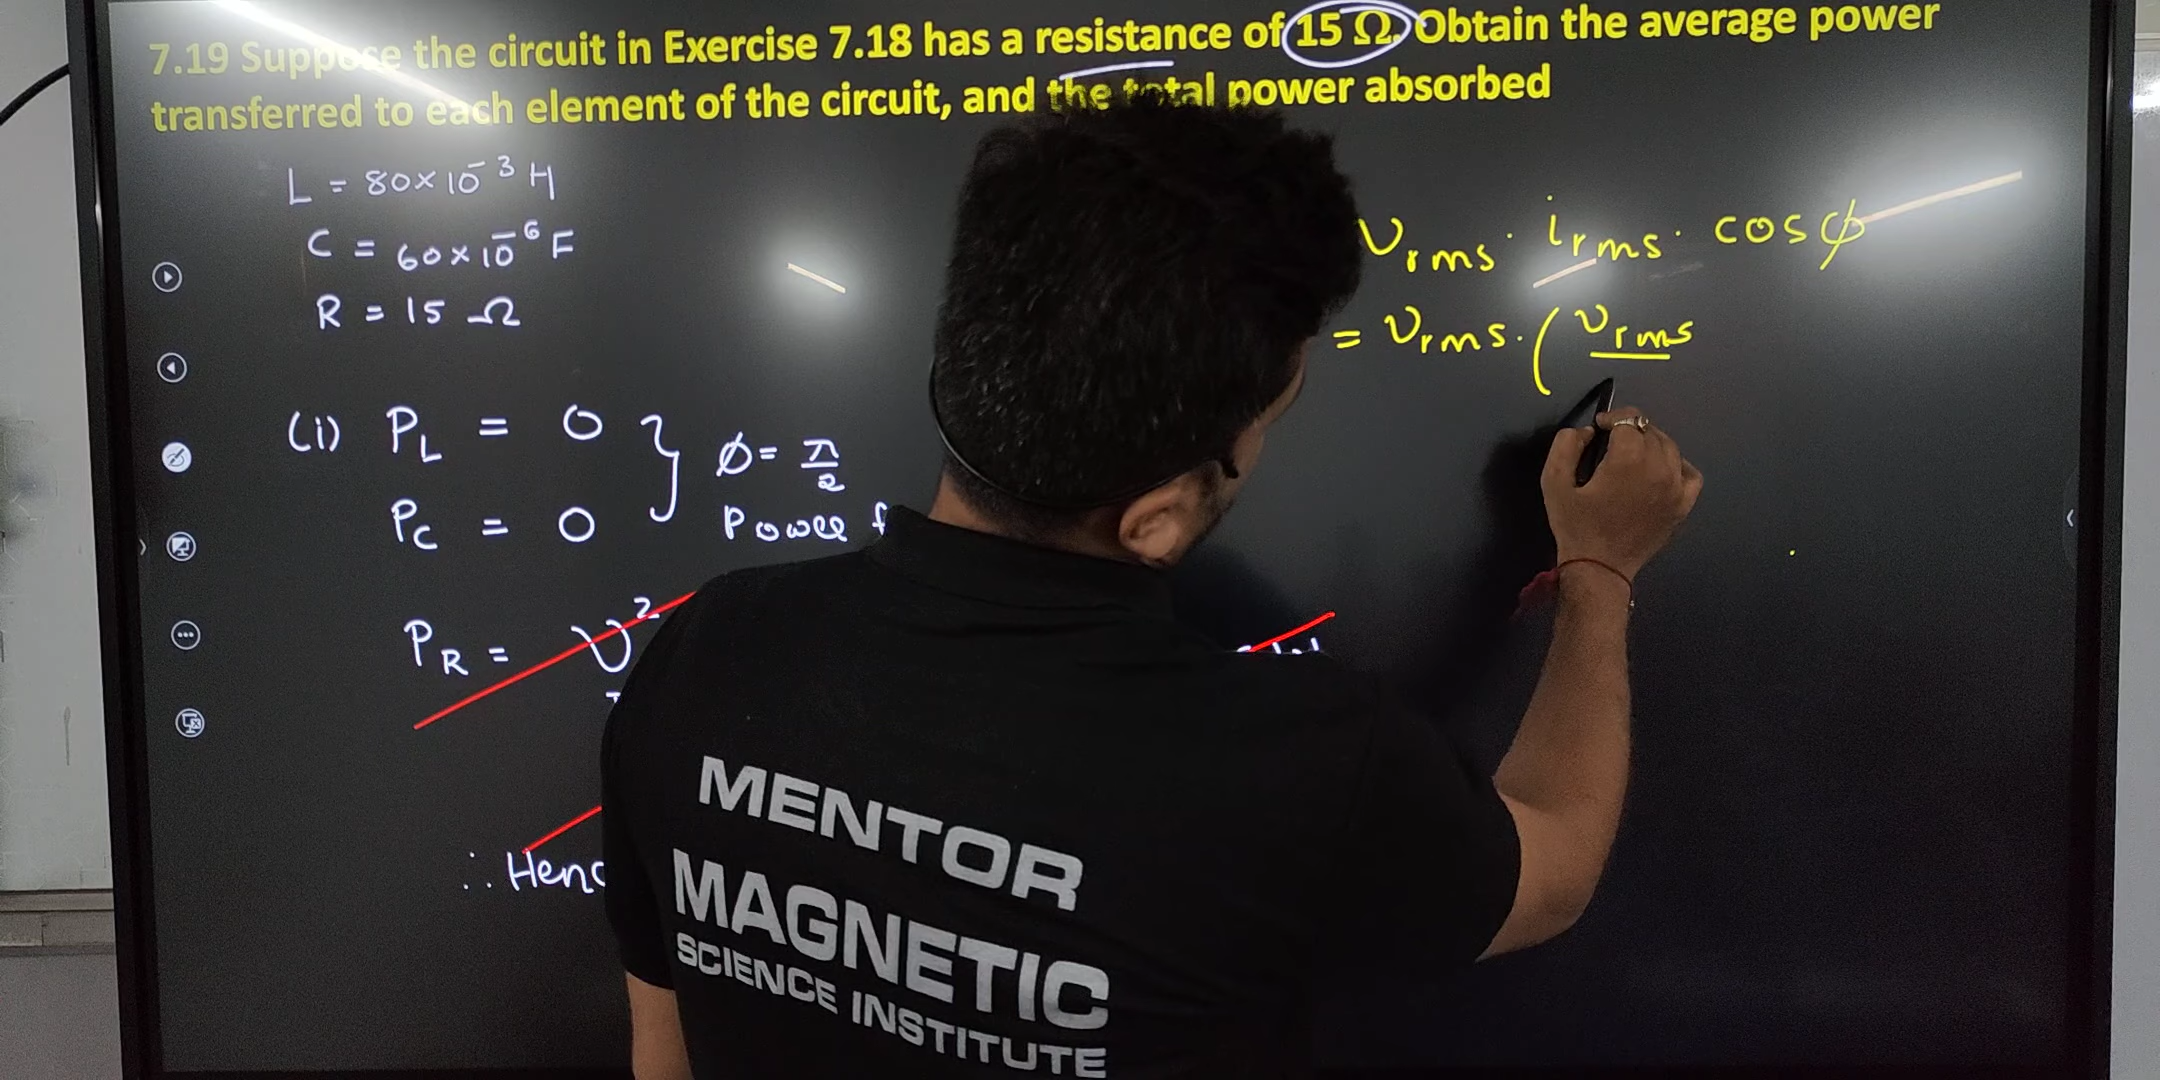 7.19 Suppose the circuit in Exercise 7.18 has a resistance of 15 Ω. Obtain the average power
transferred to each element of the circuit, and the total power absorbed
L = 80×10⁻³ H
C = 60×10⁻⁶ F
R = 15 Ω
(i) P_L = 0
P_C = 0
ϕ = π/2
Power f
P_R = V²
∴ Henc
V_rms · i_rms · cos ϕ
= V_rms · ( V_rms
MENTOR
MAGNETIC
SCIENCE INSTITUTE